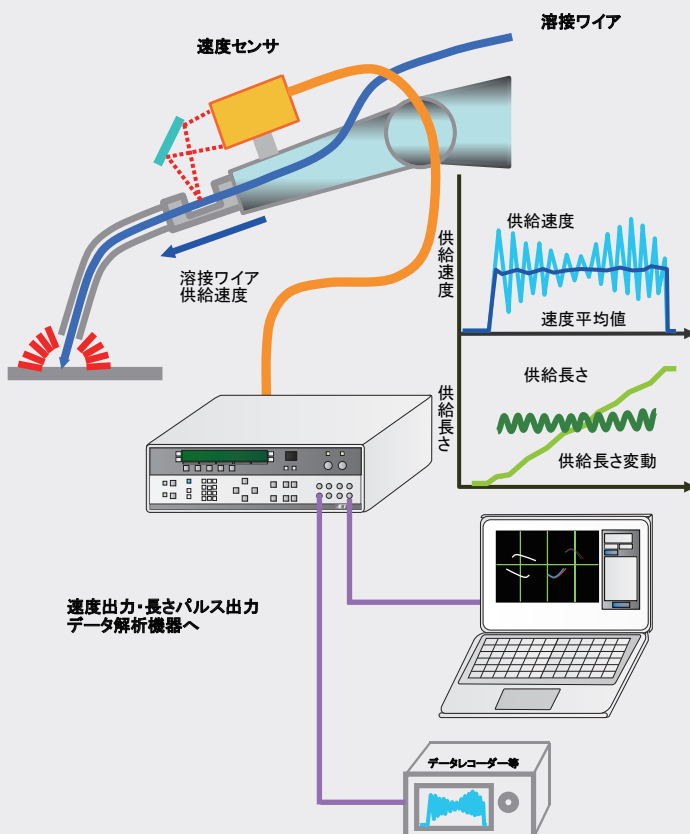 溶接ワイア
速度センサ
溶接ワイア
供給速度
供給速度
供給速度
速度平均値
供給長さ
供給長さ
供給長さ変動
速度出力・長さパルス出力
データ解析機器へ
データレコーダー等